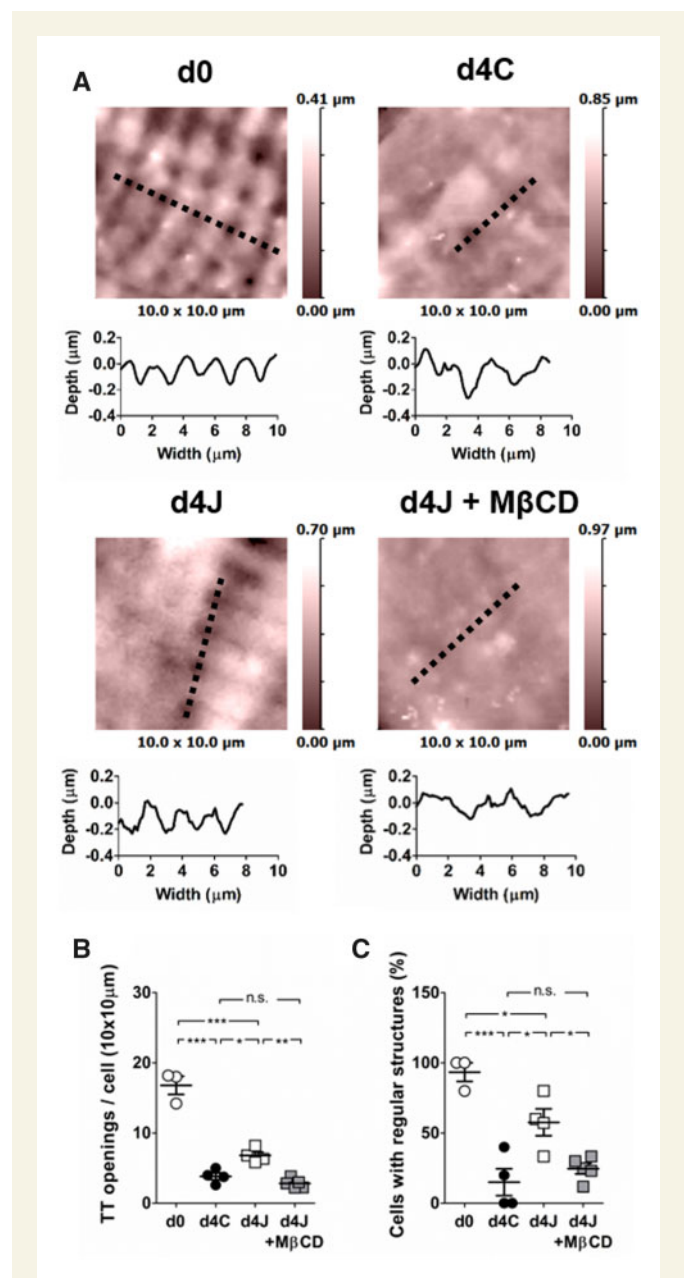 A
d0
d4C
0.41 µm
0.85 µm
10.0 x 10.0 µm
0.00 µm
10.0 x 10.0 µm
0.00 µm
Depth (µm)
0.2
0.0
-0.2
-0.4
0 2 4 6 8 10
Width (µm)
Depth (µm)
0.2
0.0
-0.2
-0.4
0 2 4 6 8 10
Width (µm)
d4J
d4J + MβCD
0.70 µm
0.97 µm
10.0 x 10.0 µm
0.00 µm
10.0 x 10.0 µm
0.00 µm
Depth (µm)
0.2
0.0
-0.2
-0.4
0 2 4 6 8 10
Width (µm)
Depth (µm)
0.2
0.0
-0.2
-0.4
0 2 4 6 8 10
Width (µm)
B
TT openings / cell (10x10µm)
30
20
10
0
n.s.
***
*** * **
d0 d4C d4J d4J
+MβCD
C
Cells with regular structures (%)
150
100
50
0
n.s.
*
*** * *
d0 d4C d4J d4J
+MβCD